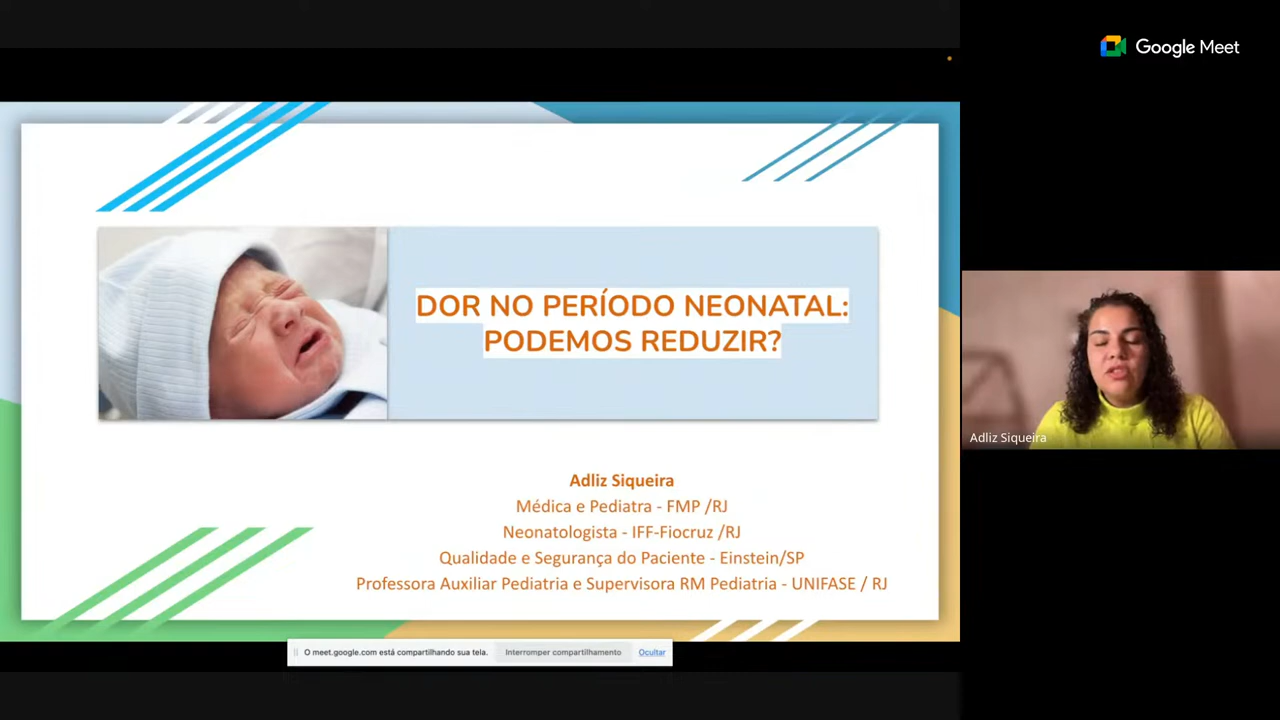 Google Meet
DOR NO PERÍODO NEONATAL:
PODEMOS REDUZIR?
Adliz Siqueira
Médica e Pediatra - FMP /RJ
Neonatologista - IFF-Fiocruz /RJ
Qualidade e Segurança do Paciente - Einstein/SP
Professora Auxiliar Pediatria e Supervisora RM Pediatria - UNIFASE / RJ
Adliz Siqueira
O meet.google.com está compartilhando sua tela. Interromper compartilhamento Ocultar